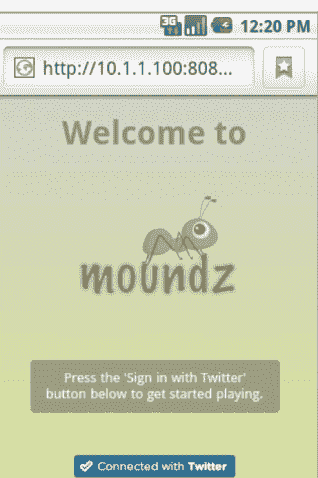 3G
12:20 PM
http://10.1.1.100:808...
Welcome to
moundz
Press the 'Sign in with Twitter'
button below to get started playing.
Connected with Twitter